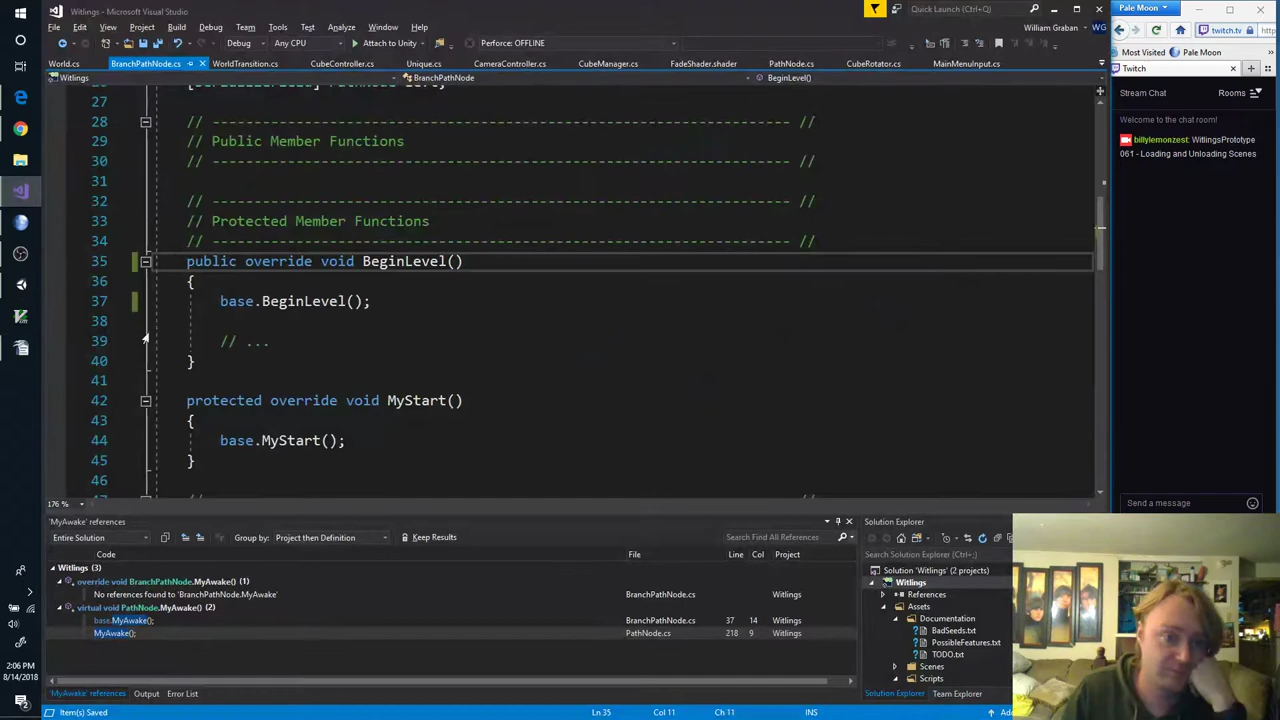 Witlings - Microsoft Visual Studio
Quick Launch (Ctrl+Q)
Pale Moon
File Edit View Project Build Debug Team Tools Test Analyze Window Help
William Graban WG
Debug Any CPU Attach to Unity Perforce: OFFLINE
twitch.tv http
Most Visited Pale Moon
World.cs BranchPathNode.cs WorldTransition.cs CubeController.cs Unique.cs CameraController.cs CubeManager.cs FadeShader.shader PathNode.cs CubeRotator.cs MainMenuInput.cs
Twitch
Witlings BranchPathNode BeginLevel()
Stream Chat Rooms
Welcome to the chat room!
billylemonzest: WitlingsPrototype
061 - Loading and Unloading Scenes
27
28 // --------------------------------------------------------------------- //
29 // Public Member Functions
30 // --------------------------------------------------------------------- //
31
32 // --------------------------------------------------------------------- //
33 // Protected Member Functions
34 // --------------------------------------------------------------------- //
35 public override void BeginLevel()
36 {
37 base.BeginLevel();
38
39 // ...
40 }
41
42 protected override void MyStart()
43 {
44 base.MyStart();
45 }
46
176 %
Send a message
'MyAwake' references
Solution Explorer
Entire Solution Group by: Project then Definition Keep Results Search Find All References
Code File Line Col Project
Search Solution Explorer (Ctrl+;)
Witlings (3)
override void BranchPathNode.MyAwake() (1)
No references found to 'BranchPathNode.MyAwake' BranchPathNode.cs Witlings
virtual void PathNode.MyAwake() (2)
base.MyAwake(); BranchPathNode.cs 37 14 Witlings
MyAwake(); PathNode.cs 218 9 Witlings
Solution 'Witlings' (2 projects)
Witlings
References
Assets
Documentation
BadSeeds.txt
PossibleFeatures.txt
TODO.txt
Scenes
Scripts
'MyAwake' references Output Error List
Solution Explorer Team Explorer
2:06 PM
8/14/2018
Item(s) Saved Ln 35 Col 11 Ch 11 INS